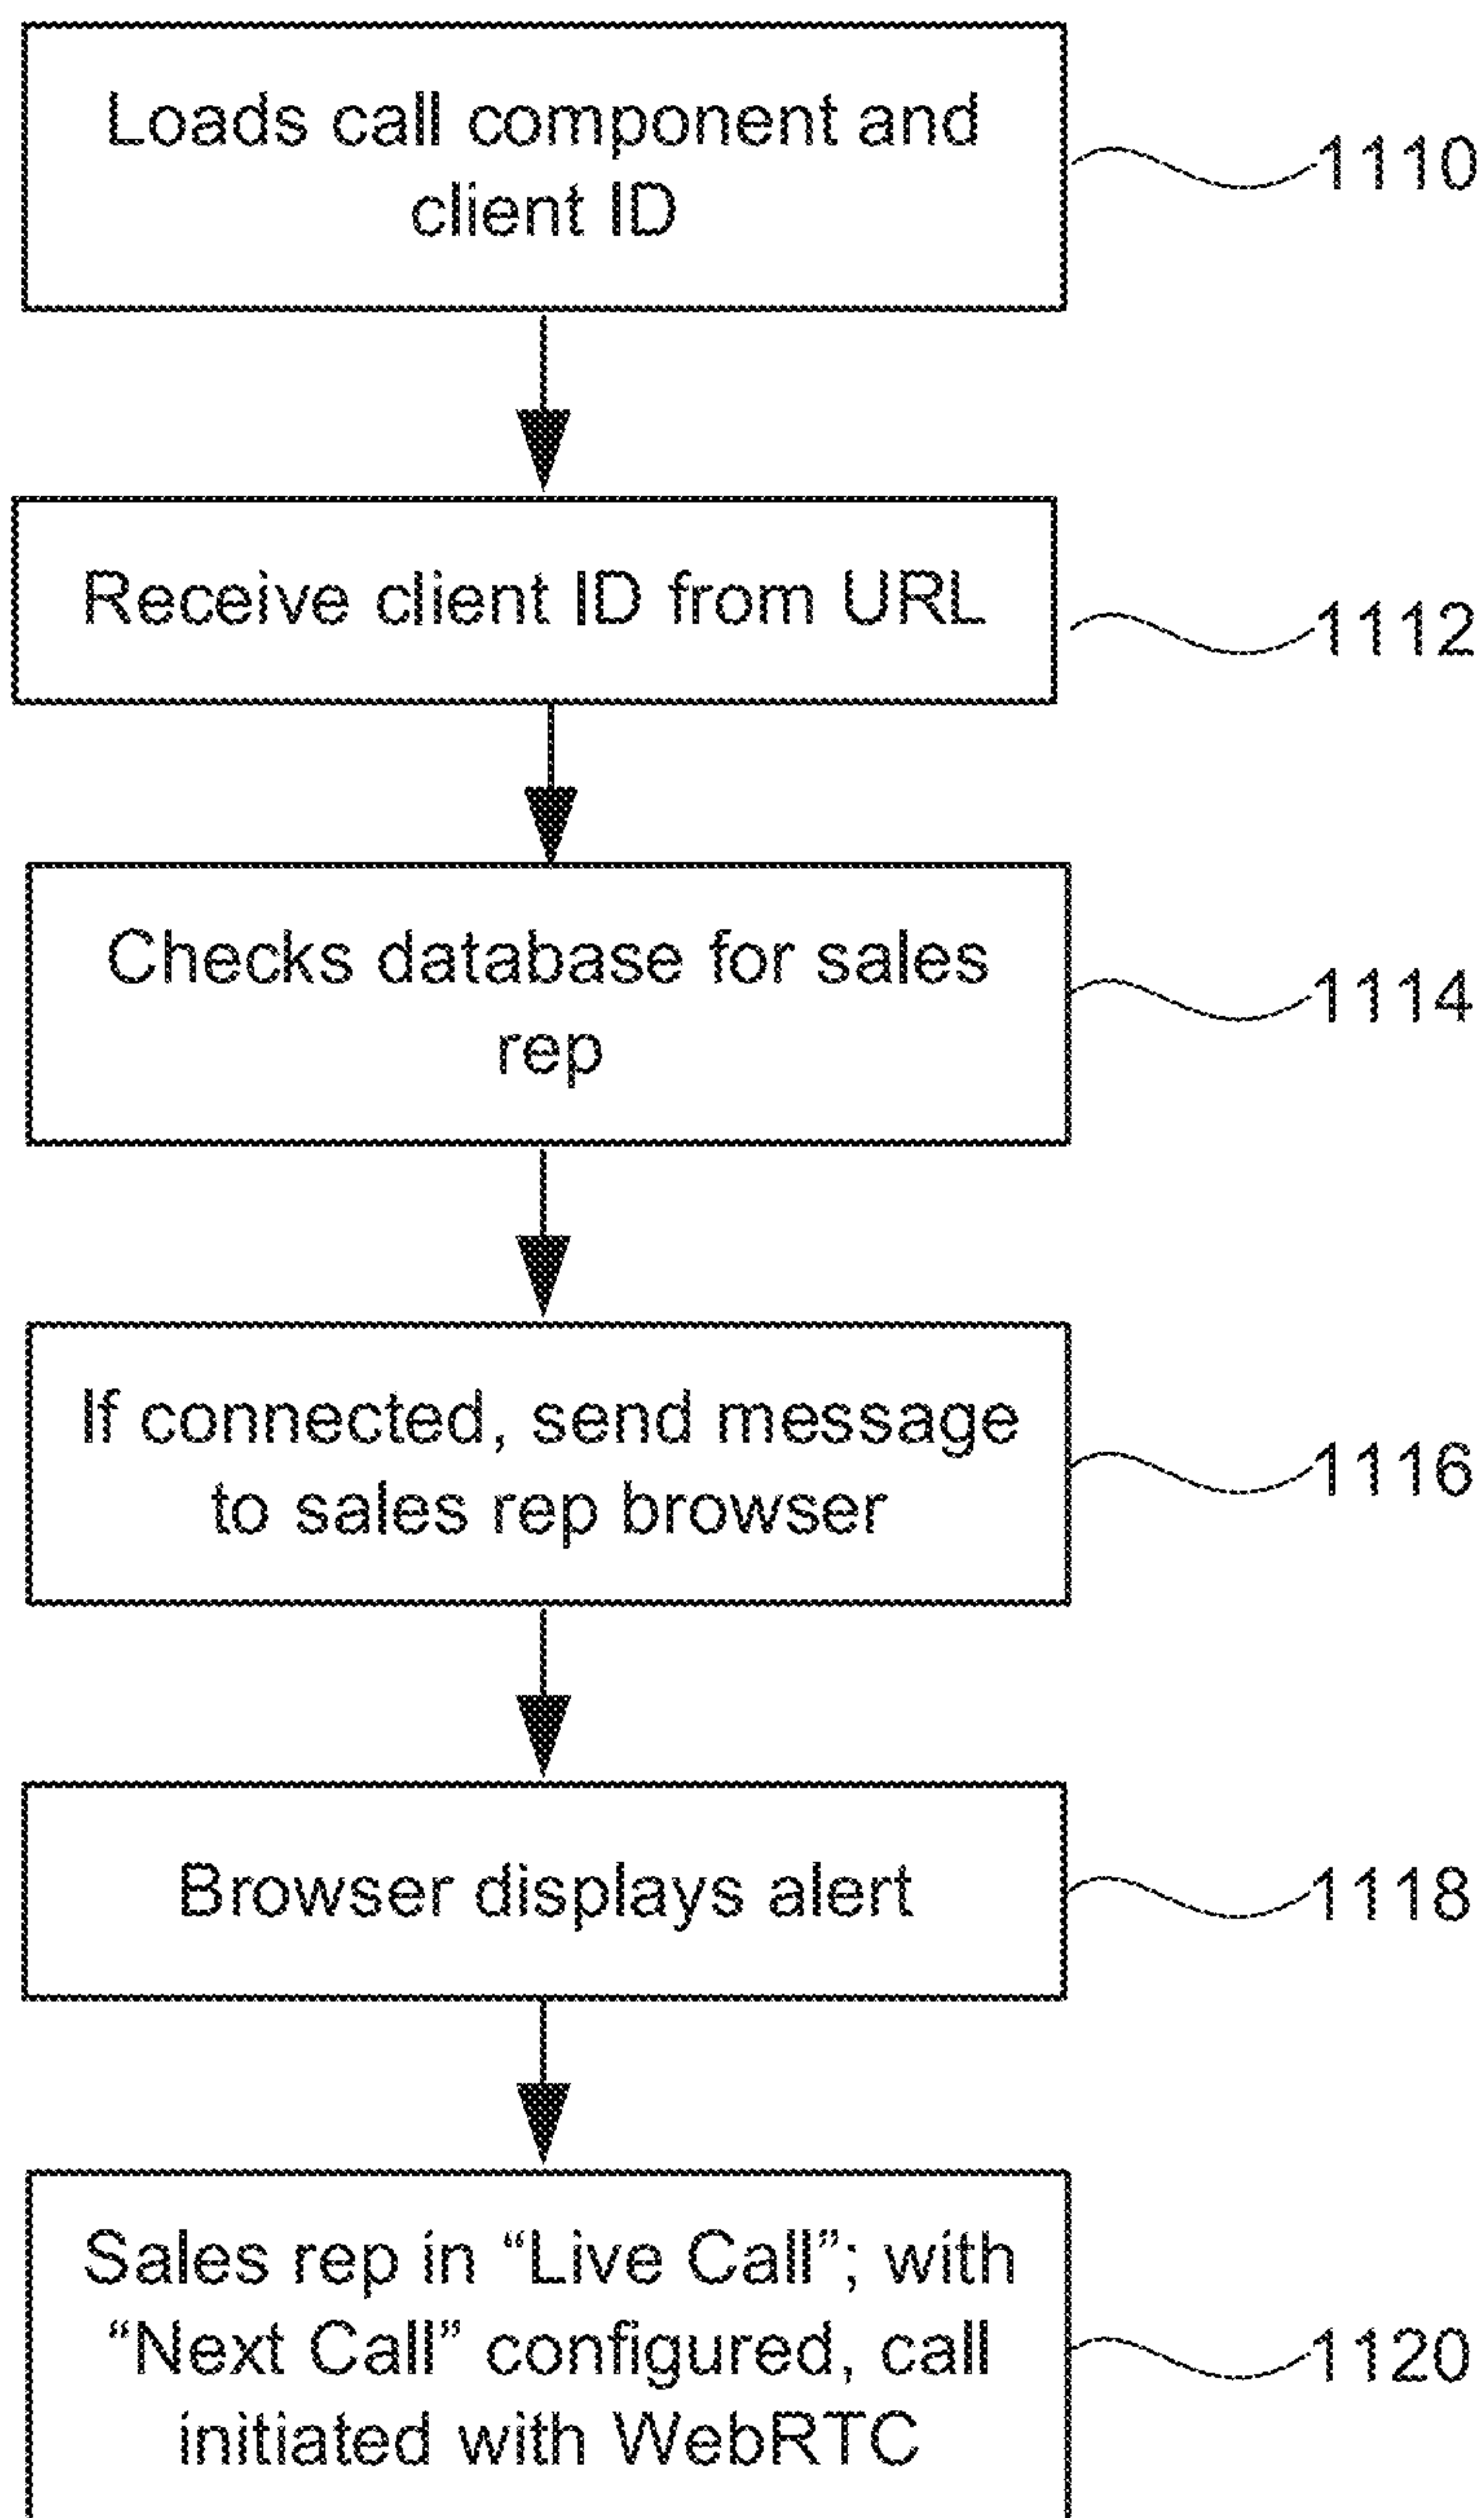 Loads call component and
client ID
1110
Receive client ID from URL
1112
Checks database for sales
rep
1114
If connected, send message
to sales rep browser
1116
Browser displays alert
1118
Sales rep in “Live Call”; with
“Next Call” configured, call
initiated with WebRTC
1120